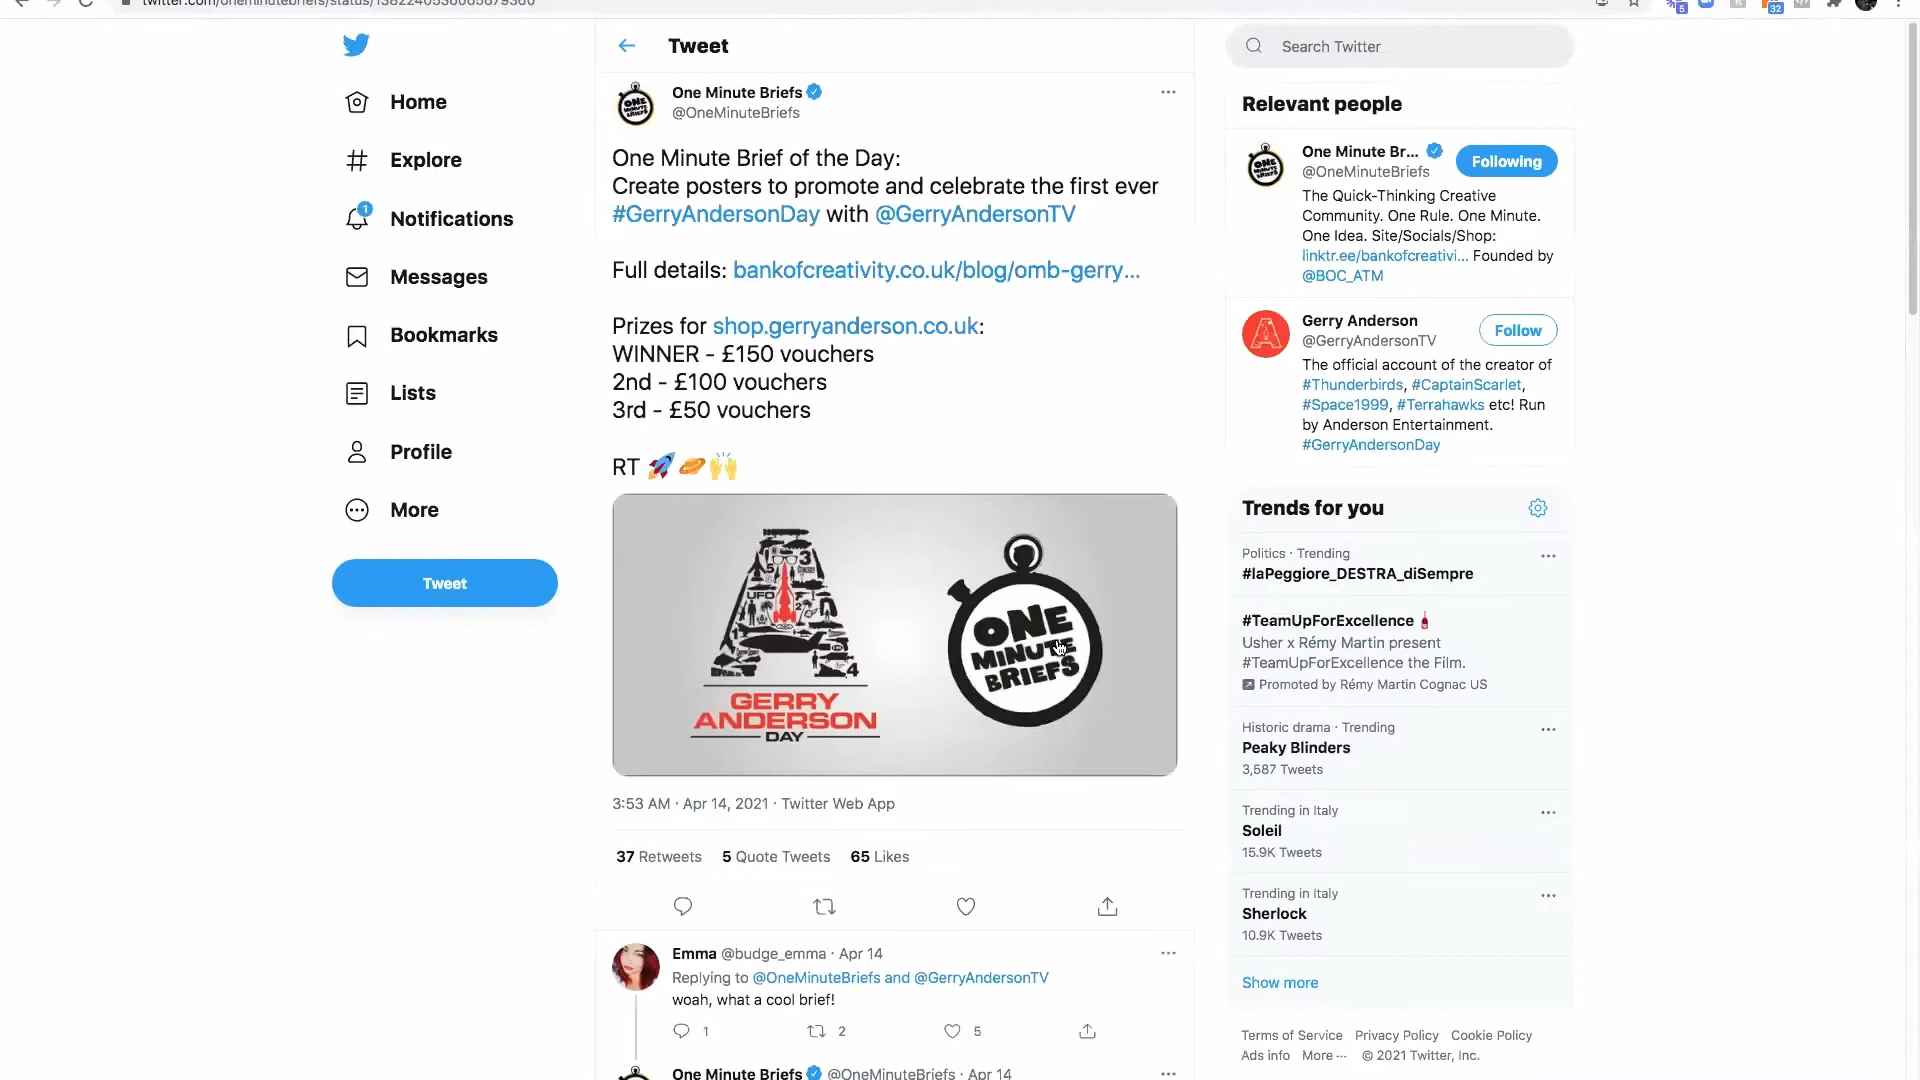 Tweet
Search Twitter
Home
Explore
1
Notifications
Messages
Bookmarks
Lists
Profile
More
Tweet
One Minute Briefs
@OneMinuteBriefs
One Minute Brief of the Day:
Create posters to promote and celebrate the first ever
#GerryAndersonDay with @GerryAndersonTV
Full details: bankofcreativity.co.uk/blog/omb-gerry...
Prizes for shop.gerryanderson.co.uk:
WINNER - £150 vouchers
2nd - £100 vouchers
3rd - £50 vouchers
RT 🚀🪐🙌
UFO
GERRY
ANDERSON
DAY
ONE
MINUTE
BRIEFS
3:53 AM · Apr 14, 2021 · Twitter Web App
37 Retweets 5 Quote Tweets 65 Likes
Emma @budge_emma · Apr 14
Replying to @OneMinuteBriefs and @GerryAndersonTV
woah, what a cool brief!
1 2 5
One Minute Briefs @OneMinuteBriefs · Apr 14
Relevant people
One Minute Br...
@OneMinuteBriefs
Following
The Quick-Thinking Creative
Community. One Rule. One Minute.
One Idea. Site/Socials/Shop:
linktr.ee/bankofcreativi... Founded by
@BOC_ATM
Gerry Anderson
@GerryAndersonTV
Follow
The official account of the creator of
#Thunderbirds, #CaptainScarlet,
#Space1999, #Terrahawks etc! Run
by Anderson Entertainment.
#GerryAndersonDay
Trends for you
Politics · Trending
#laPeggiore_DESTRA_diSempre
#TeamUpForExcellence
Usher x Rémy Martin present
#TeamUpForExcellence the Film.
Promoted by Rémy Martin Cognac US
Historic drama · Trending
Peaky Blinders
3,587 Tweets
Trending in Italy
Soleil
15.9K Tweets
Trending in Italy
Sherlock
10.9K Tweets
Show more
Terms of Service Privacy Policy Cookie Policy
Ads info More ··· © 2021 Twitter, Inc.